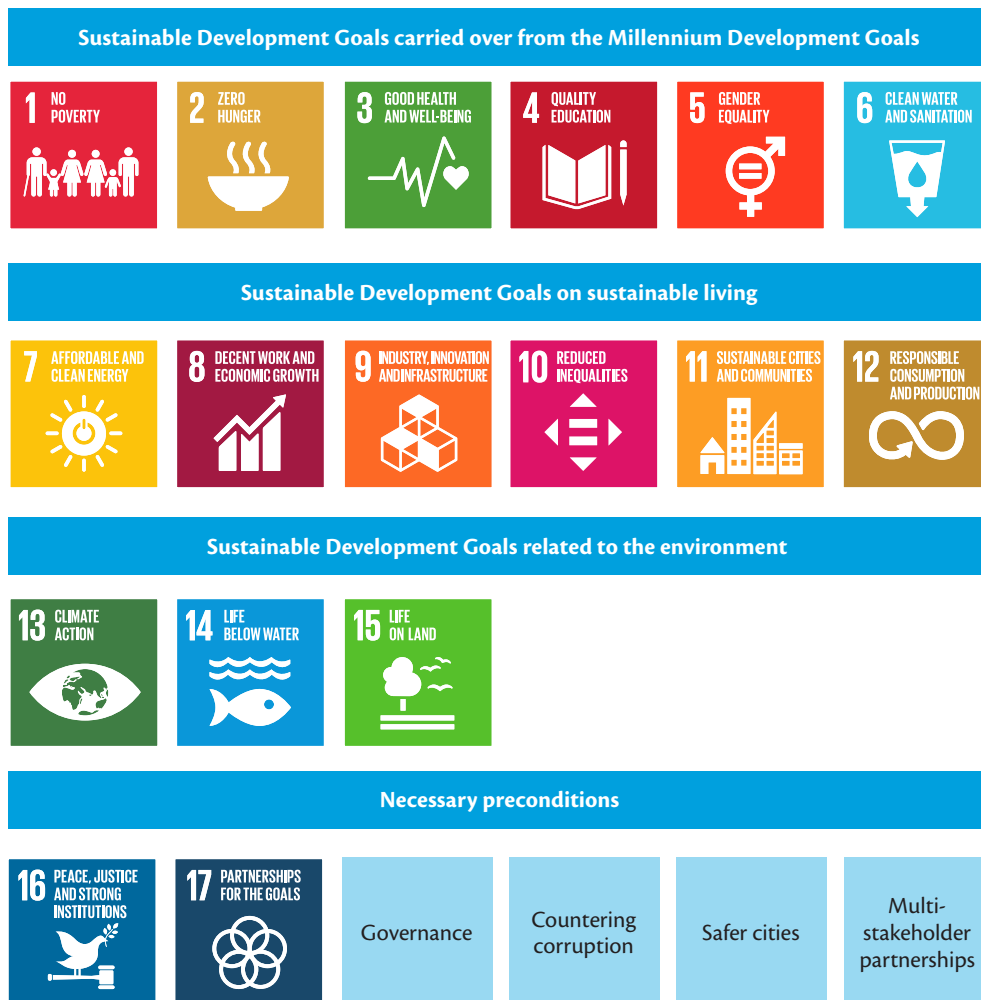 Sustainable Development Goals carried over from the Millennium Development Goals
1 NO
POVERTY
2 ZERO
HUNGER
3 GOOD HEALTH
AND WELL-BEING
4 QUALITY
EDUCATION
5 GENDER
EQUALITY
6 CLEAN WATER
AND SANITATION
Sustainable Development Goals on sustainable living
7 AFFORDABLE AND
CLEAN ENERGY
8 DECENT WORK AND
ECONOMIC GROWTH
9 INDUSTRY, INNOVATION
ANDINFRASTRUCTURE
10 REDUCED
INEQUALITIES
11 SUSTAINABLE CITIES
AND COMMUNITIES
12 RESPONSIBLE
CONSUMPTION
AND PRODUCTION
Sustainable Development Goals related to the environment
13 CLIMATE
ACTION
14 LIFE
BELOW WATER
15 LIFE
ON LAND
Necessary preconditions
16 PEACE, JUSTICE
AND STRONG
INSTITUTIONS
17 PARTNERSHIPS
FOR THE GOALS
Governance
Countering
corruption
Safer cities
Multi-
stakeholder
partnerships